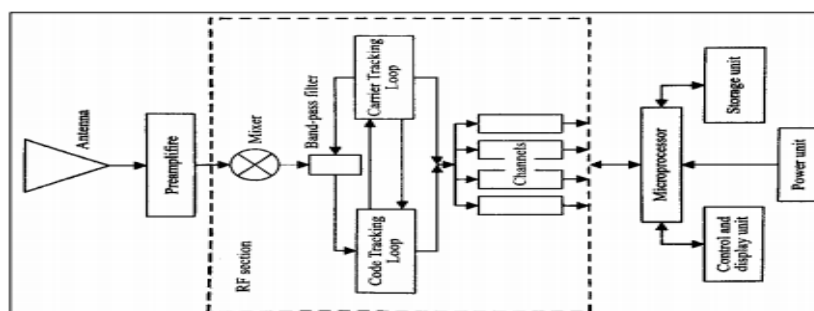 Antenna
Preamplifire
RF section
Mixer
Band-pass filter
Carrier Tracking
Loop
Code Tracking
Loop
Channels
Microprocessor
Storage unit
Power unit
Control and
display unit